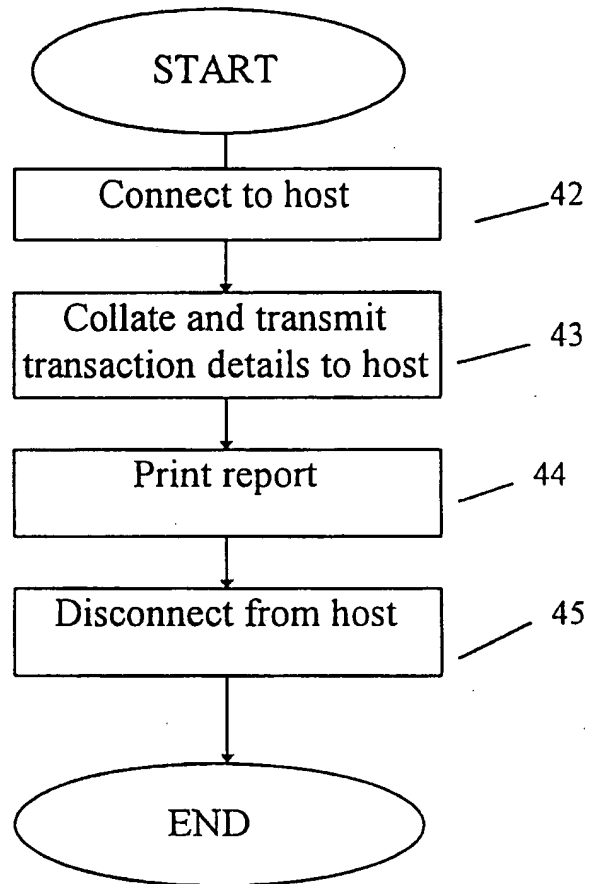 START
Connect to host
42
Collate and transmit
transaction details to host
43
Print report
44
Disconnect from host
45
END